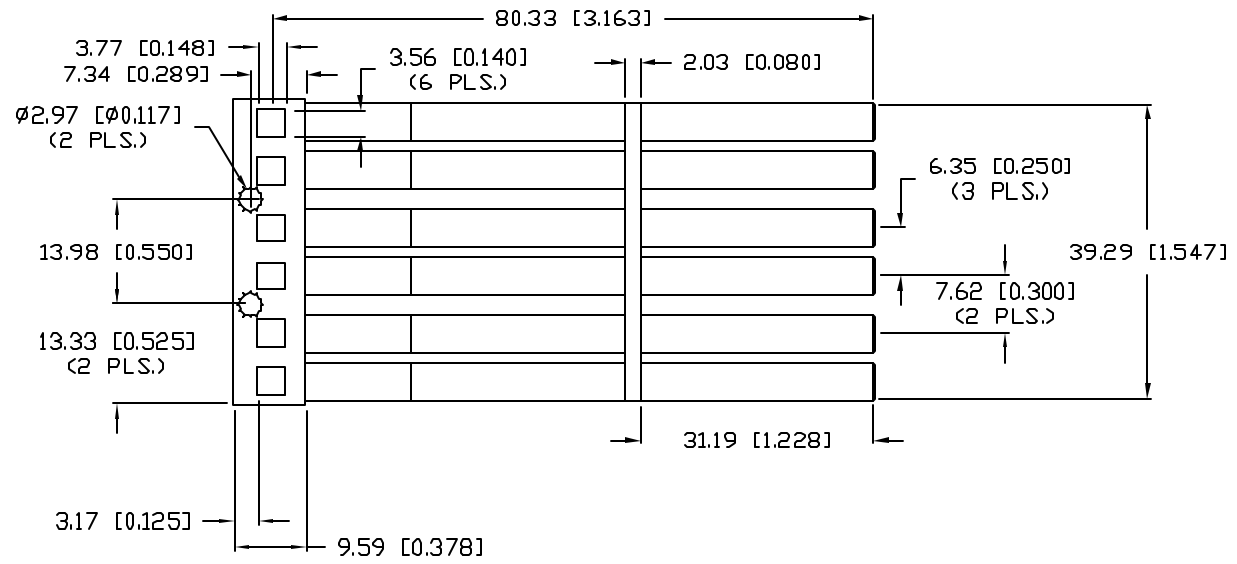 80.33 [3.163]
3.77 [0.148]
3.56 [0.140]
(6 PLS.)
2.03 [0.080]
7.34 [0.289]
Ø2.97 [Ø0.117]
(2 PLS.)
6.35 [0.250]
(3 PLS.)
13.98 [0.550]
39.29 [1.547]
7.62 [0.300]
(2 PLS.)
13.33 [0.525]
(2 PLS.)
31.19 [1.228]
3.17 [0.125]
9.59 [0.378]